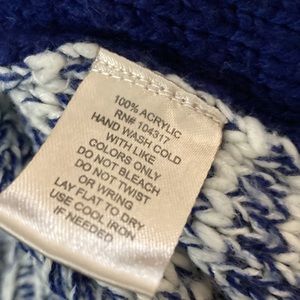 100% ACRYLIC
RN# 104317
HAND WASH COLD
WITH LIKE
COLORS ONLY
DO NOT BLEACH
DO NOT TWIST
OR WRING
LAY FLAT TO DRY
USE COOL IRON
IF NEEDED